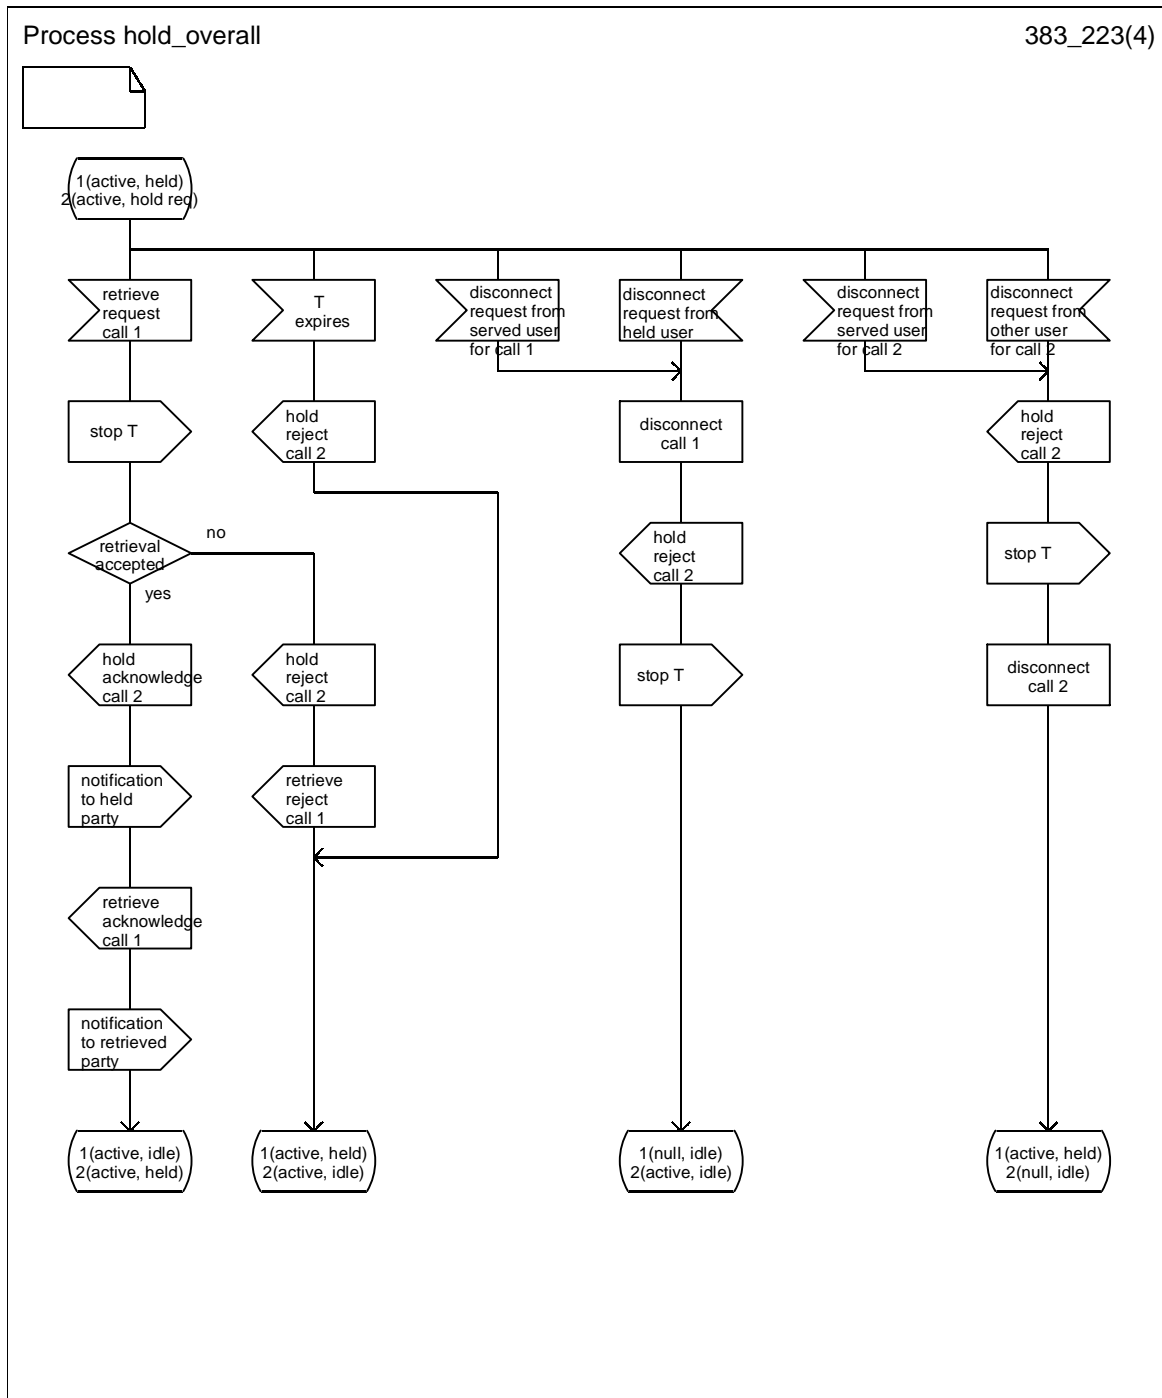 Process hold_overall
383_223(4)
1(active, held)
2(active, hold req)
retrieve
request
call 1
T
expires
disconnect
request from
served user
for call 1
disconnect
request from
held user
disconnect
request from
served user
for call 2
disconnect
request from
other user
for call 2
stop T
hold
reject
call 2
disconnect
call 1
hold
reject
call 2
retrieval
accepted
no
yes
hold
reject
call 2
stop T
hold
acknowledge
call 2
hold
reject
call 2
stop T
disconnect
call 2
notification
to held
party
retrieve
reject
call 1
retrieve
acknowledge
call 1
notification
to retrieved
party
1(active, idle)
2(active, held)
1(active, held)
2(active, idle)
1(null, idle)
2(active, idle)
1(active, held)
2(null, idle)